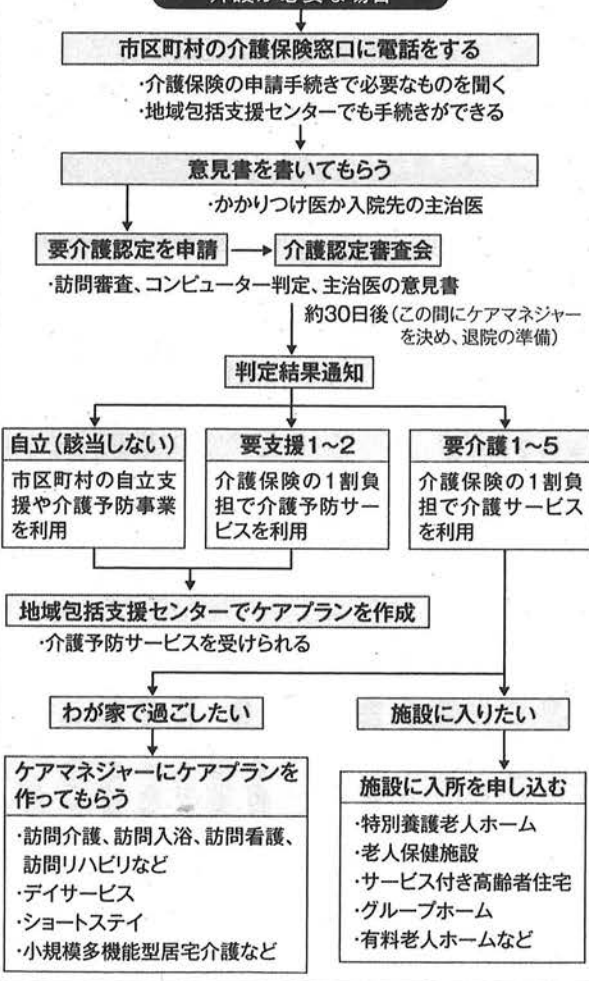 市区町村の介護保険窓口に電話をする
・介護保険の申請手続きで必要なものを聞く
・地域包括支援センターでも手続きができる
意見書を書いてもらう
・かかりつけ医か入院先の主治医
要介護認定を申請
介護認定審査会
・訪問審査、コンピューター判定、主治医の意見書
約30日後(この間にケアマネジャー
を決め、退院の準備)
判定結果通知
自立(該当しない)
市区町村の自立支
援や介護予防事業
を利用
要支援1~2
介護保険の1割負
担で介護予防サー
ビスを利用
要介護1~5
介護保険の1割負
担で介護サービス
を利用
地域包括支援センターでケアプランを作成
・介護予防サービスを受けられる
わが家で過ごしたい
ケアマネジャーにケアプランを
作ってもらう
・訪問介護、訪問入浴、訪問看護、
訪問リハビリなど
・デイサービス
・ショートステイ
・小規模多機能型居宅介護など
施設に入りたい
施設に入所を申し込む
・特別養護老人ホーム
・老人保健施設
・サービス付き高齢者住宅
・グループホーム
・有料老人ホームなど